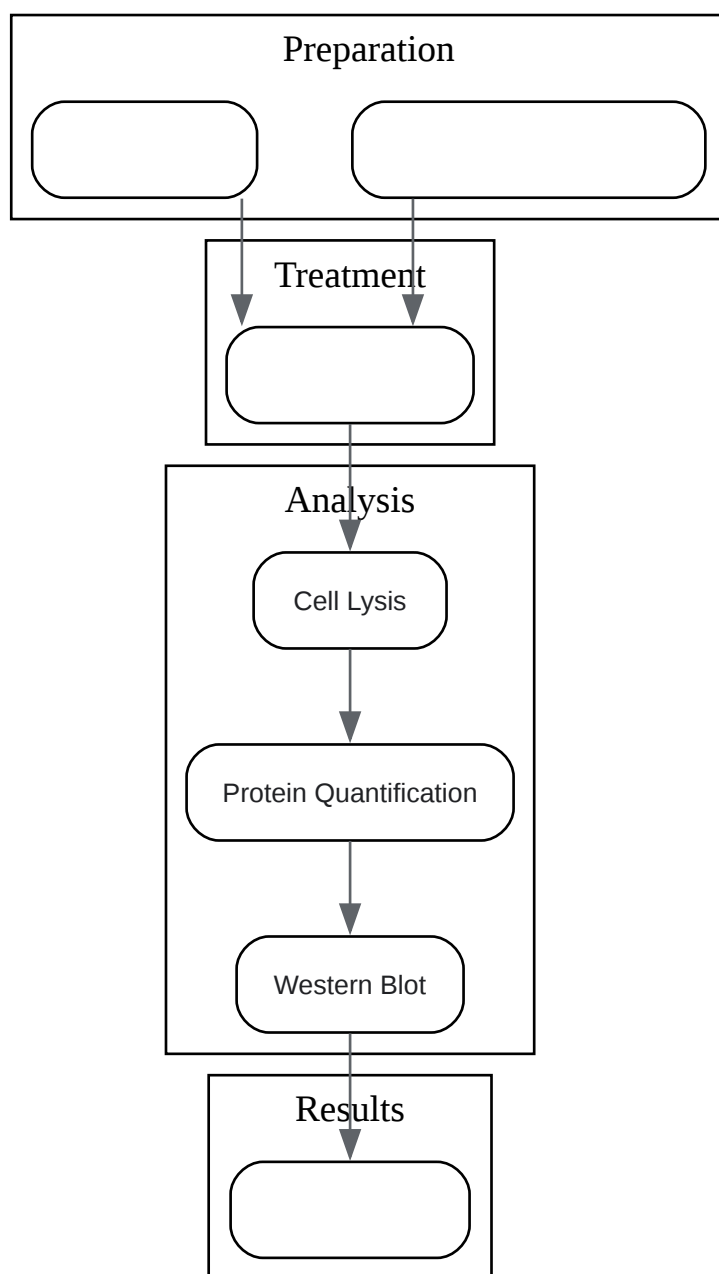 Preparation
Treatment
Analysis
Cell Lysis
Protein Quantification
Western Blot
Results